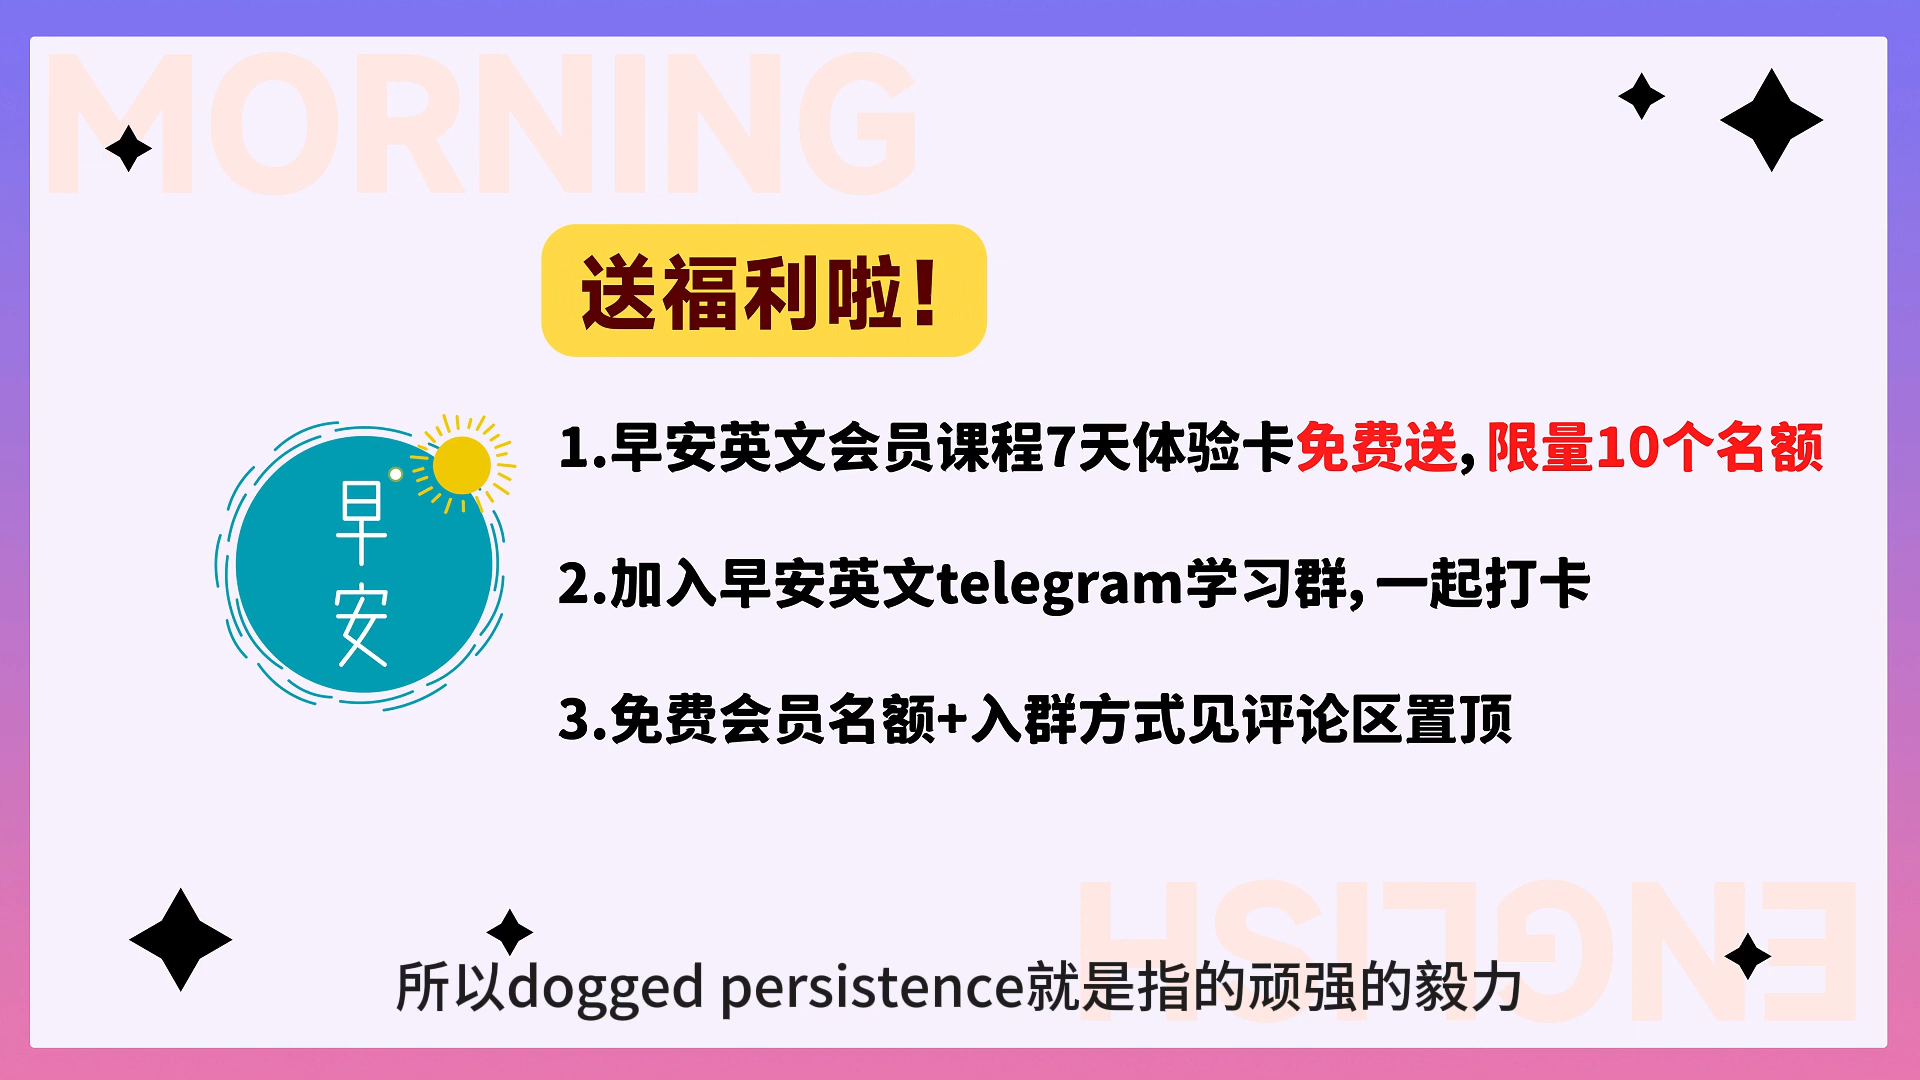 MORNING
送福利啦!
1.早安英文会员课程7天体验卡免费送, 限量10个名额
早安
2.加入早安英文telegram学习群, 一起打卡
3.免费会员名额+入群方式见评论区置顶
ENGLISH
所以dogged persistence就是指的顽强的毅力